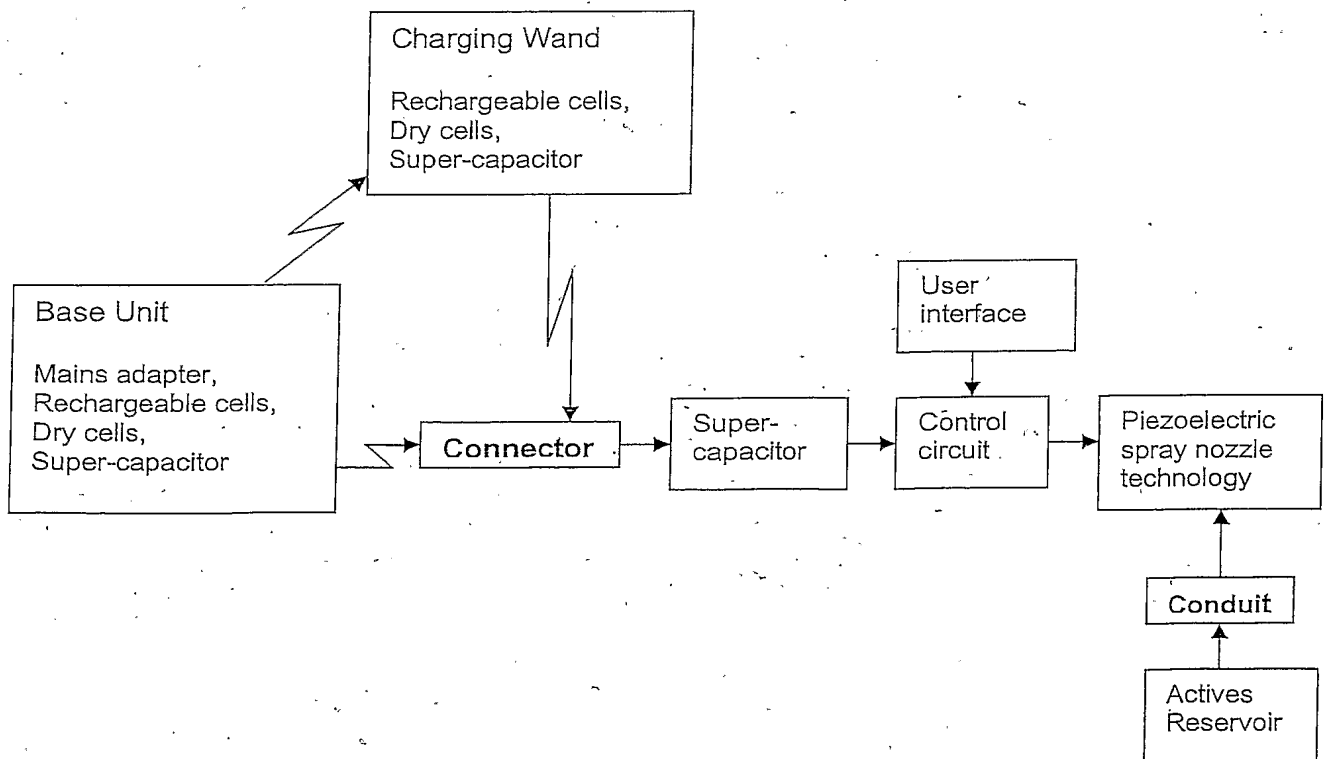 Charging Wand
Rechargeable cells,
Dry cells,
Super-capacitor
Base Unit
Mains adapter,
Rechargeable cells,
Dry cells,
Super-capacitor
Connector
Super-
capacitor
User
interface
Control
circuit
Piezoelectric
spray nozzle
technology
Conduit
Actives
Reservoir